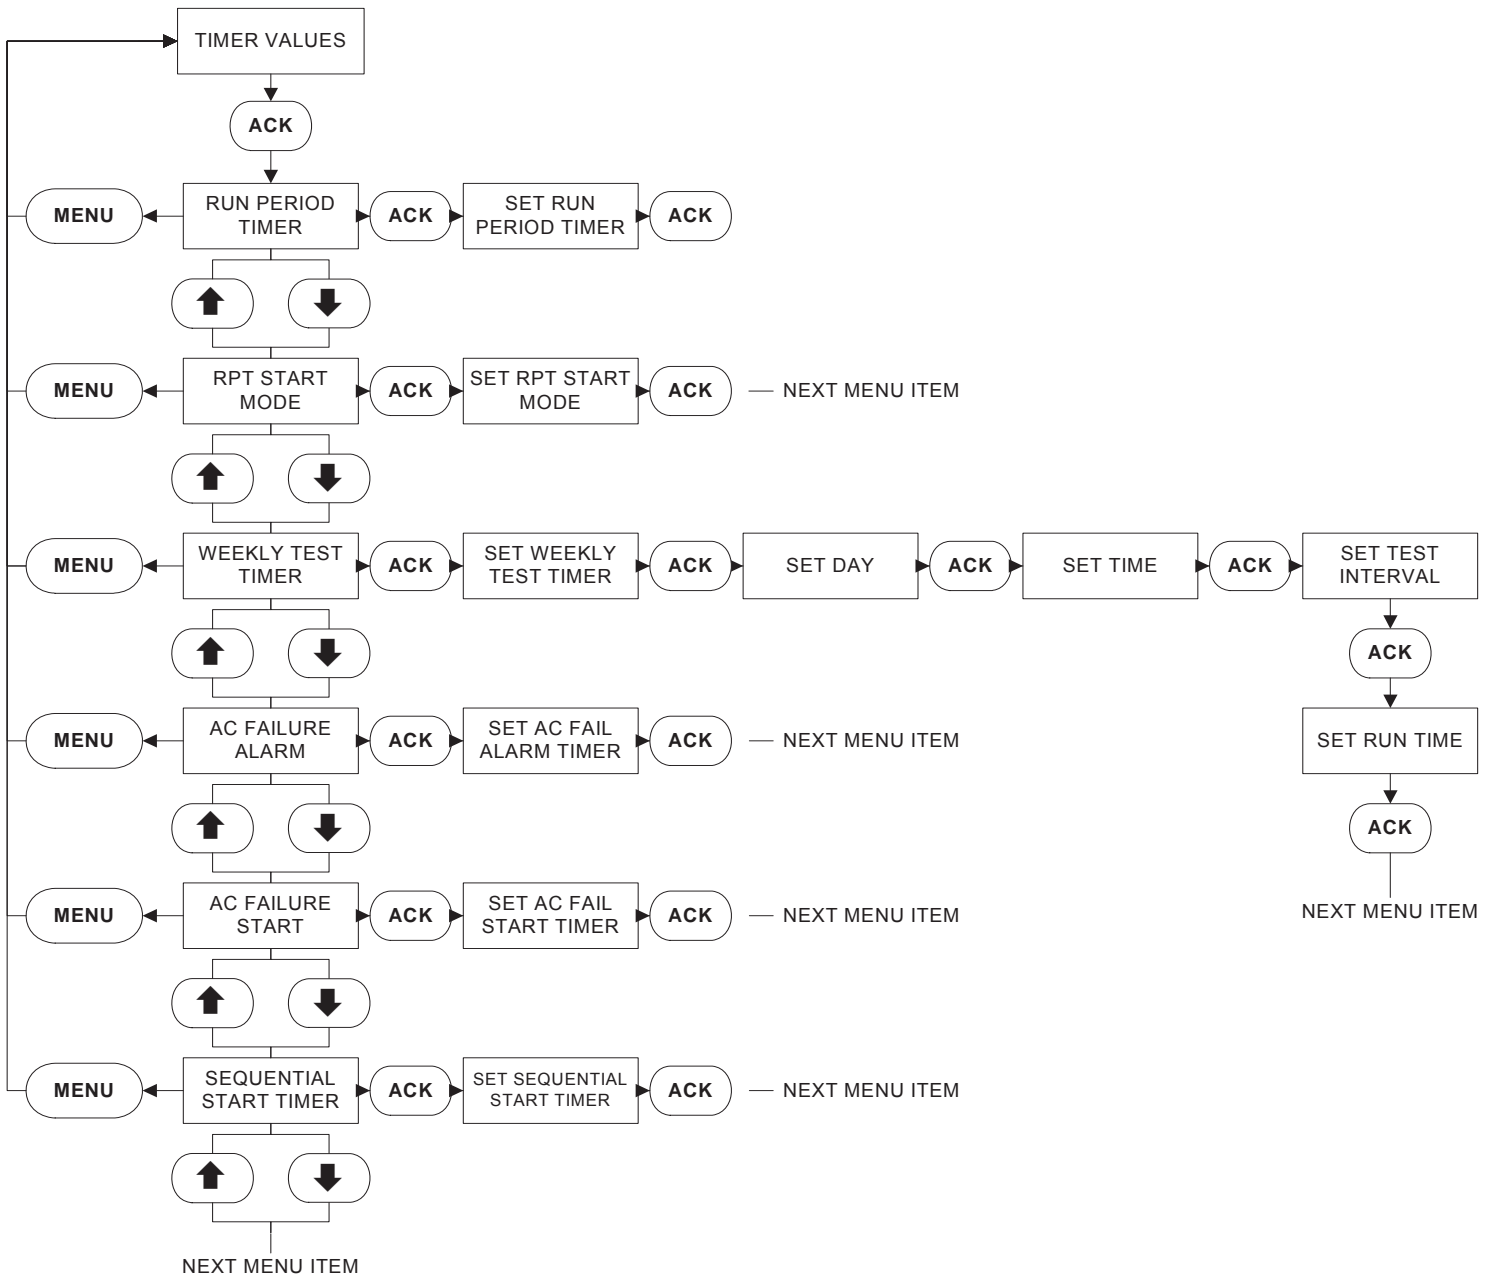 TIMER VALUES
ACK
MENU
RUN PERIOD
TIMER
ACK
SET RUN
PERIOD TIMER
ACK
MENU
RPT START
MODE
ACK
SET RPT START
MODE
ACK
NEXT MENU ITEM
MENU
WEEKLY TEST
TIMER
ACK
SET WEEKLY
TEST TIMER
ACK
SET DAY
ACK
SET TIME
ACK
SET TEST
INTERVAL
ACK
SET RUN TIME
ACK
NEXT MENU ITEM
MENU
AC FAILURE
ALARM
ACK
SET AC FAIL
ALARM TIMER
ACK
NEXT MENU ITEM
MENU
AC FAILURE
START
ACK
SET AC FAIL
START TIMER
ACK
NEXT MENU ITEM
MENU
SEQUENTIAL
START TIMER
ACK
SET SEQUENTIAL
START TIMER
ACK
NEXT MENU ITEM
NEXT MENU ITEM